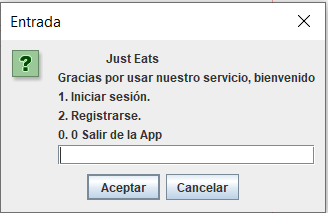 Entrada
?
Just Eats
Gracias por usar nuestro servicio, bienvenido
1. Iniciar sesión.
2. Registrarse.
0. 0 Salir de la App
Aceptar Cancelar